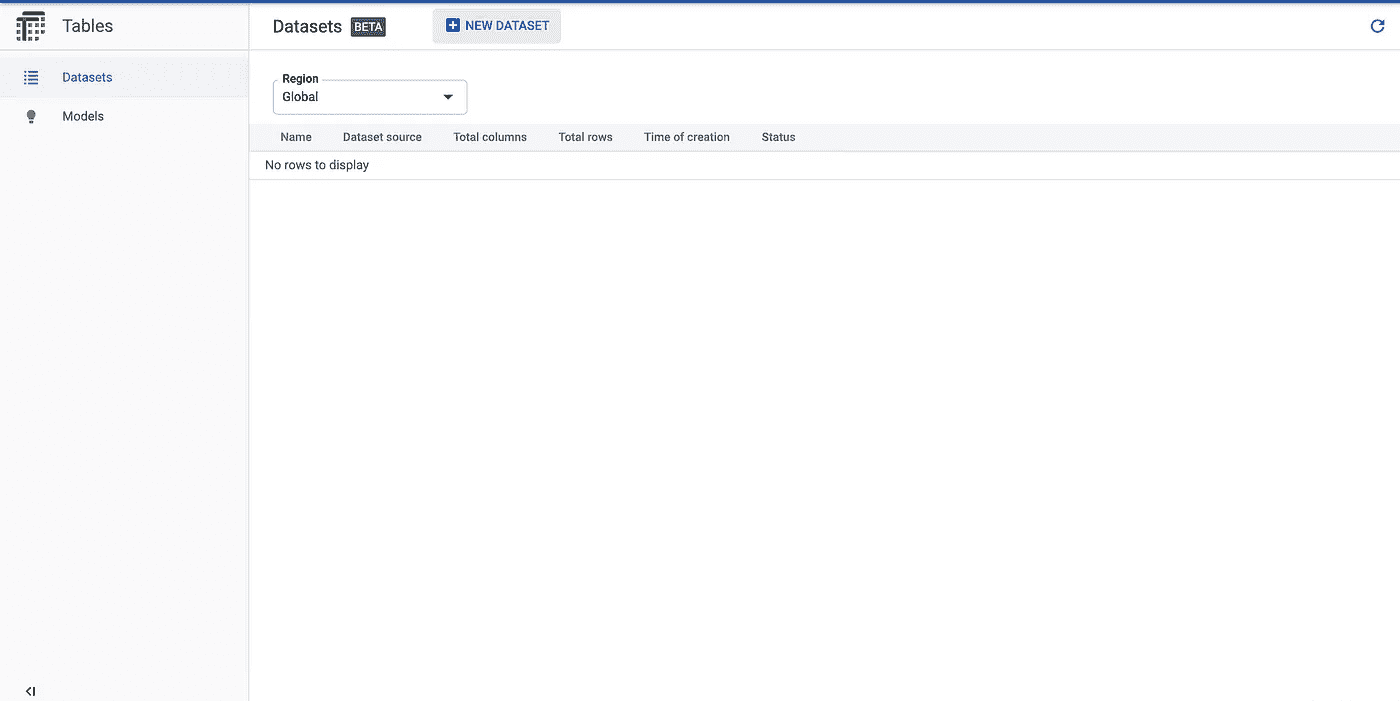 Tables
Datasets BETA NEW DATASET
Datasets
Models
Region
Global
Name Dataset source Total columns Total rows Time of creation Status
No rows to display